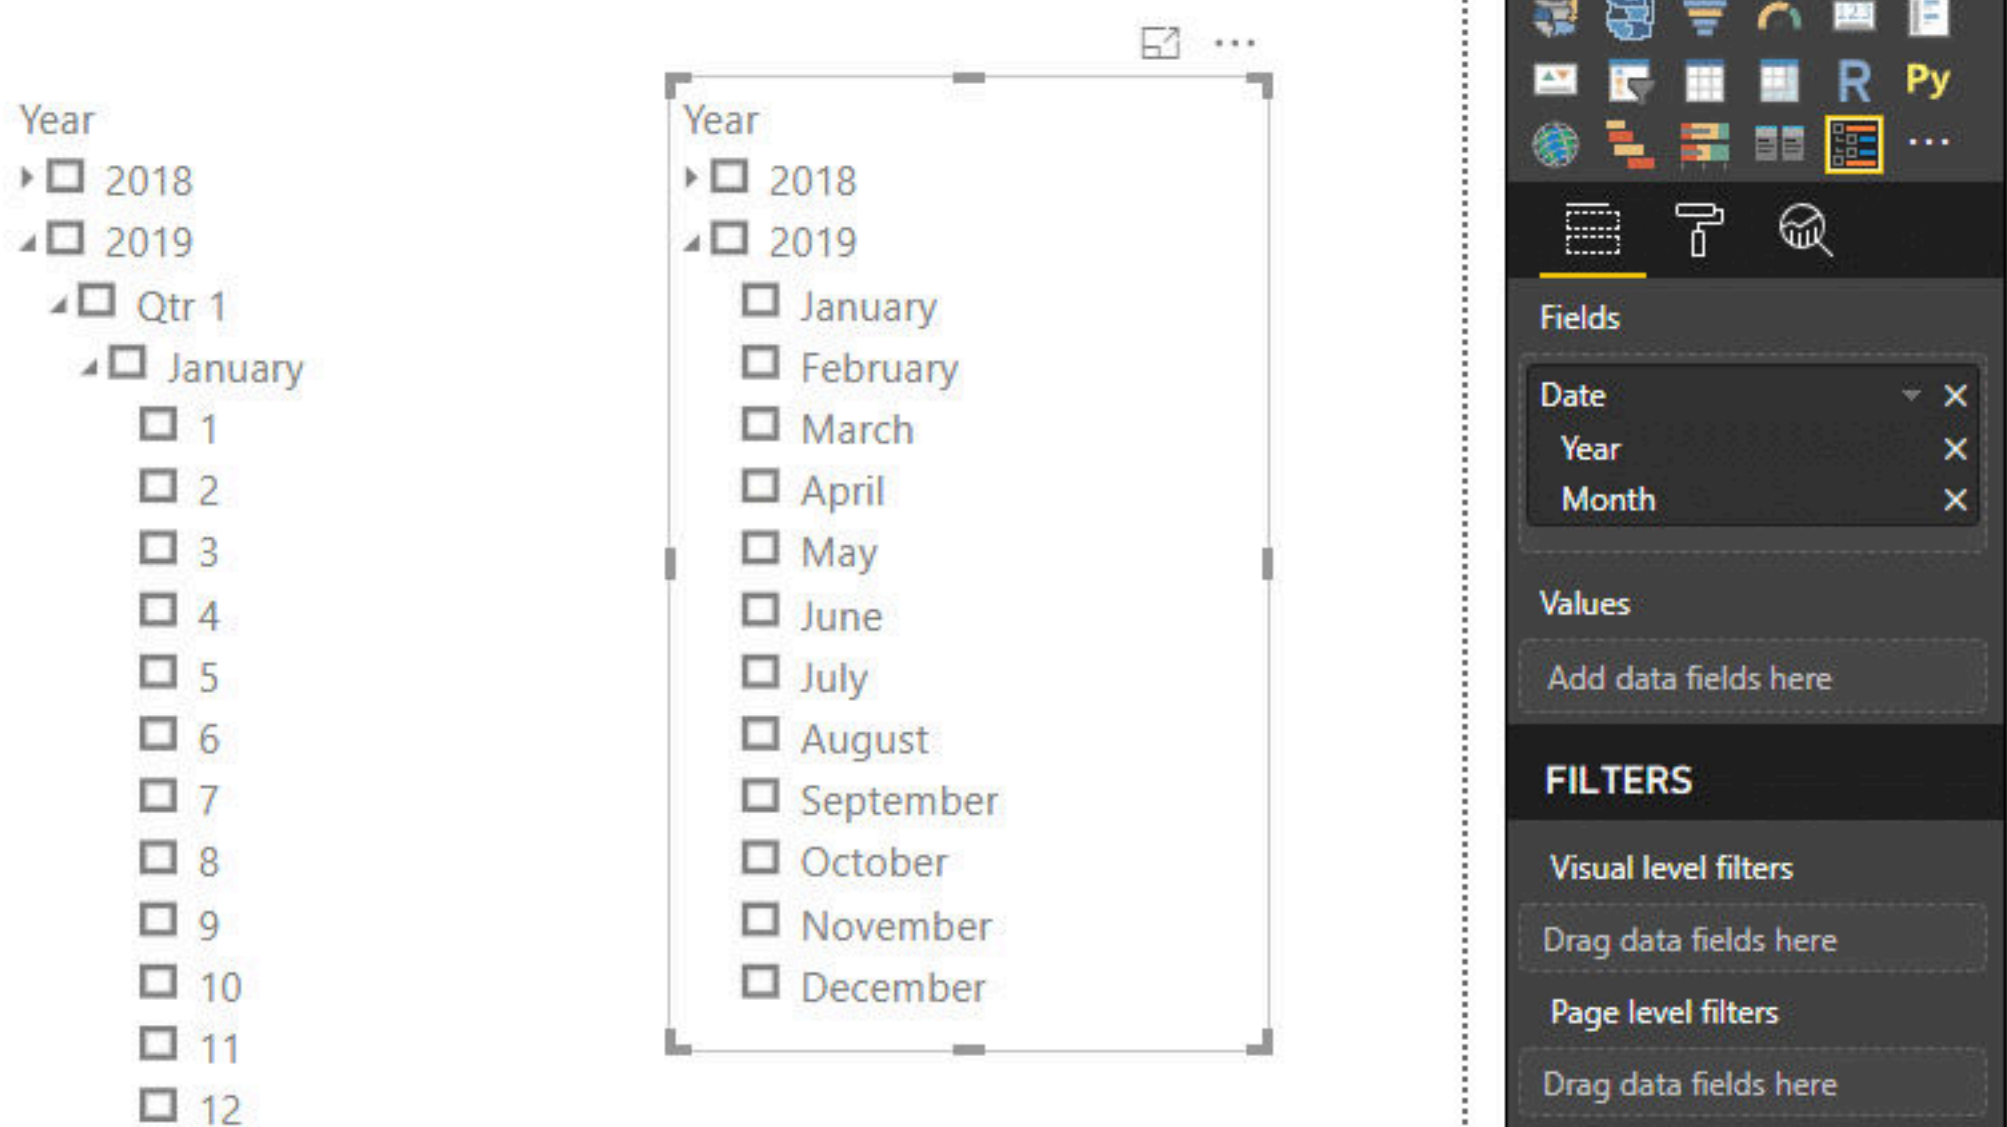 Year
2018
2019
Qtr 1
January
1
2
3
4
5
6
7
8
9
10
11
12
Year
2018
2019
January
February
March
April
May
June
July
August
September
October
November
December
123
R
Py
Fields
Date
Year
Month
Values
Add data fields here
FILTERS
Visual level filters
Drag data fields here
Page level filters
Drag data fields here